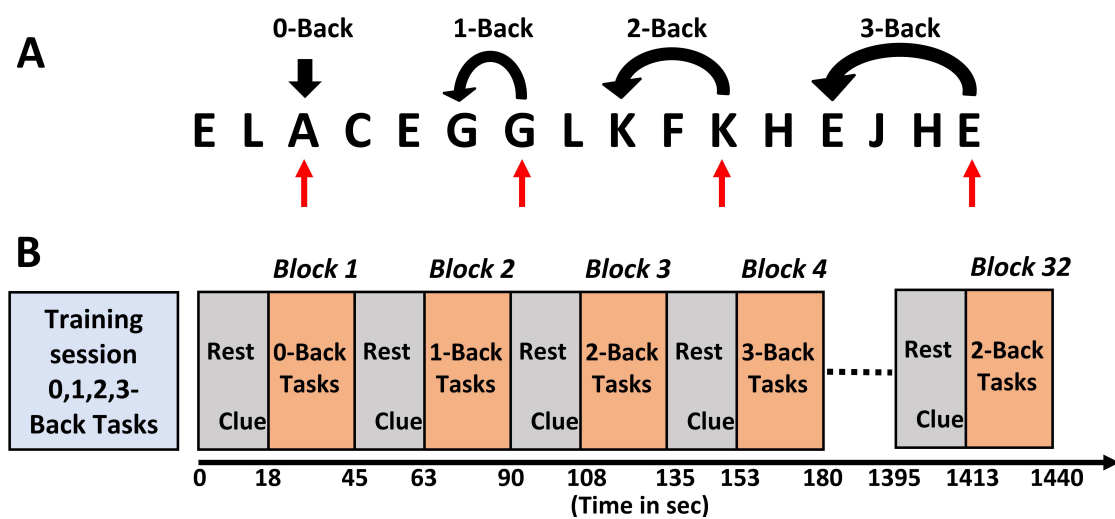 A
0-Back 1-Back 2-Back 3-Back
E L A C E G G L K F K H E J H E
B
Block 1 Block 2 Block 3 Block 4 Block 32
Training
session
0,1,2,3-
Back Tasks
Rest
Clue
0-Back
Tasks
Rest
Clue
1-Back
Tasks
Rest
Clue
2-Back
Tasks
Rest
Clue
3-Back
Tasks
Rest
Clue
2-Back
Tasks
0 18 45 63 90 108 135 153 180 1395 1413 1440
(Time in sec)